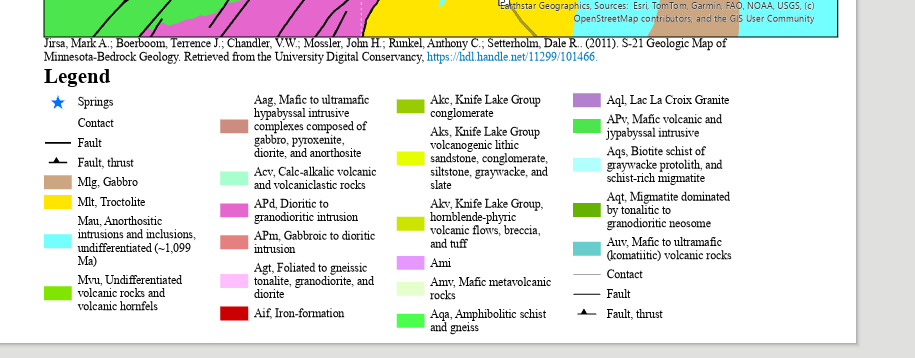 Earthstar Geographics, Sources: Esri, TomTom, Garmin, FAO, NOAA, USGS, (c)
OpenStreetMap contributors, and the GIS User Community
Jirsa, Mark A.; Boerboom, Terrence J.; Chandler, V.W.; Mossler, John H.; Runkel, Anthony C.; Setterholm, Dale R.. (2011). S-21 Geologic Map of
Minnesota-Bedrock Geology. Retrieved from the University Digital Conservancy, https://hdl.handle.net/11299/101466.
Legend
Springs
Contact
Fault
Fault, thrust
Mlg, Gabbro
Mlt, Troctolite
Mau, Anorthositic
intrusions and inclusions,
undifferentiated (~1,099
Ma)
Mvu, Undifferentiated
volcanic rocks and
volcanic hornfels
Aag, Mafic to ultramafic
hypabyssal intrusive
complexes composed of
gabbro, pyroxenite,
diorite, and anorthosite
Acv, Calc-alkalic volcanic
and volcaniclastic rocks
APd, Dioritic to
granodioritic intrusion
APm, Gabbroic to dioritic
intrusion
Agt, Foliated to gneissic
tonalite, granodiorite, and
diorite
Aif, Iron-formation
Akc, Knife Lake Group
conglomerate
Aks, Knife Lake Group
volcanogenic lithic
sandstone, conglomerate,
siltstone, graywacke, and
slate
Akv, Knife Lake Group,
hornblende-phyric
volcanic flows, breccia,
and tuff
Ami
Amv, Mafic metavolcanic
rocks
Aqa, Amphibolitic schist
and gneiss
Aql, Lac La Croix Granite
APv, Mafic volcanic and
jypabyssal intrusive
Aqs, Biotite schist of
graywacke protolith, and
schist-rich migmatite
Aqt, Migmatite dominated
by tonalitic to
granodioritic neosome
Auv, Mafic to ultramafic
(komatiitic) volcanic rocks
Contact
Fault
Fault, thrust